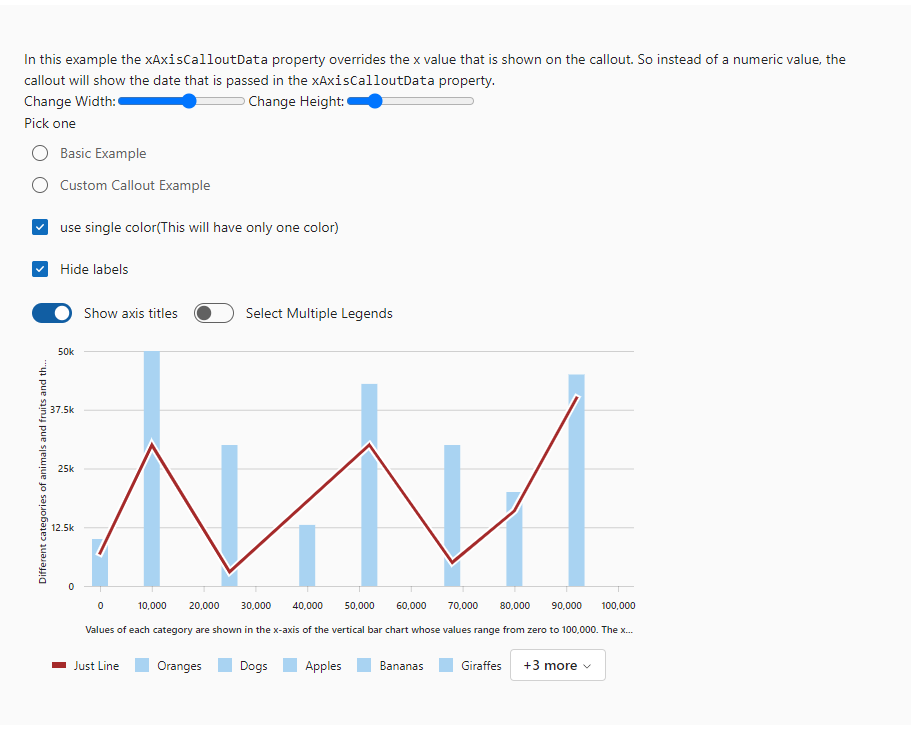 In this example the xAxisCalloutData property overrides the x value that is shown on the callout. So instead of a numeric value, the
callout will show the date that is passed in the xAxisCalloutData property.
Change Width: Change Height:
Pick one
Basic Example
Custom Callout Example
use single color(This will have only one color)
Hide labels
Show axis titles Select Multiple Legends
Different categories of animals and fruits and th...
50k
37.5k
25k
12.5k
0
0 10,000 20,000 30,000 40,000 50,000 60,000 70,000 80,000 90,000 100,000
Values of each category are shown in the x-axis of the vertical bar chart whose values range from zero to 100,000. The x...
Just Line Oranges Dogs Apples Bananas Giraffes +3 more